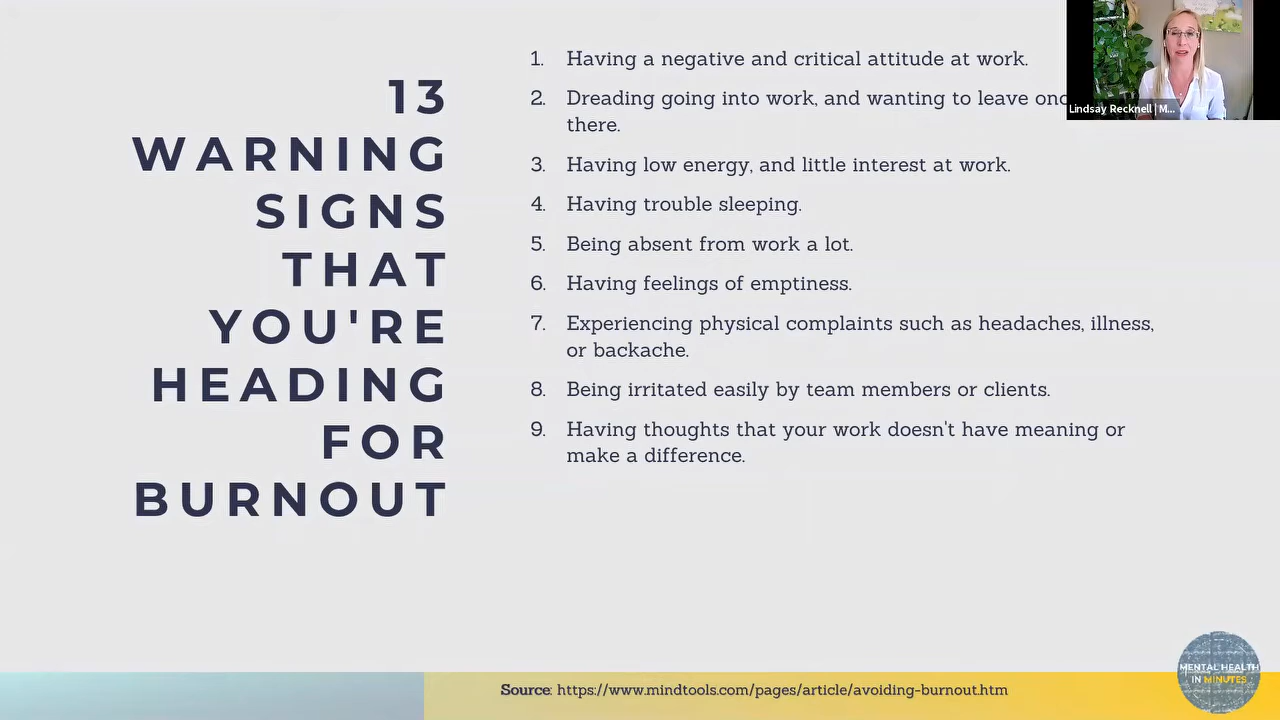 13
WARNING
SIGNS
THAT
YOU'RE
HEADING
FOR
BURNOUT
1. Having a negative and critical attitude at work.
2. Dreading going into work, and wanting to leave
there.
3. Having low energy, and little interest at work.
4. Having trouble sleeping.
5. Being absent from work a lot.
6. Having feelings of emptiness.
7. Experiencing physical complaints such as headaches, illness,
or backache.
8. Being irritated easily by team members or clients.
9. Having thoughts that your work doesn't have meaning or
make a difference.
Lindsay Recknell | M...
Source: https://www.mindtools.com/pages/article/avoiding-burnout.htm
MENTAL HEALTH
IN MINUTES